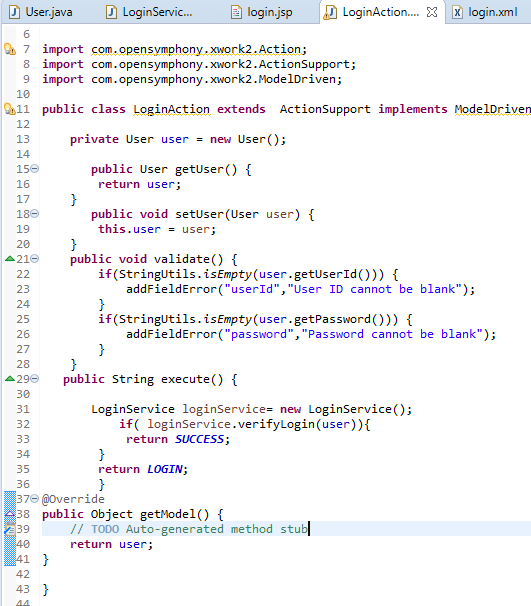 User.java LoginServic... login.jsp LoginAction.... login.xml
6
7 import com.opensymphony.xwork2.Action;
8 import com.opensymphony.xwork2.ActionSupport;
9 import com.opensymphony.xwork2.ModelDriven;
10
11 public class LoginAction extends  ActionSupport implements ModelDriven
12
13     private User user = new User();
14
15        public User getUser() {
16         return user;
17     }
18        public void setUser(User user) {
19         this.user = user;
20     }
21     public void validate() {
22         if(StringUtils.isEmpty(user.getUserId())) {
23             addFieldError("userId","User ID cannot be blank");
24         }
25         if(StringUtils.isEmpty(user.getPassword())) {
26             addFieldError("password","Password cannot be blank");
27         }
28     }
29    public String execute() {
30
31        LoginService loginService= new LoginService();
32            if( loginService.verifyLogin(user)){
33             return SUCCESS;
34         }
35         return LOGIN;
36         }
37 @Override
38 public Object getModel() {
39     // TODO Auto-generated method stub
40     return user;
41 }
42
43 }
44